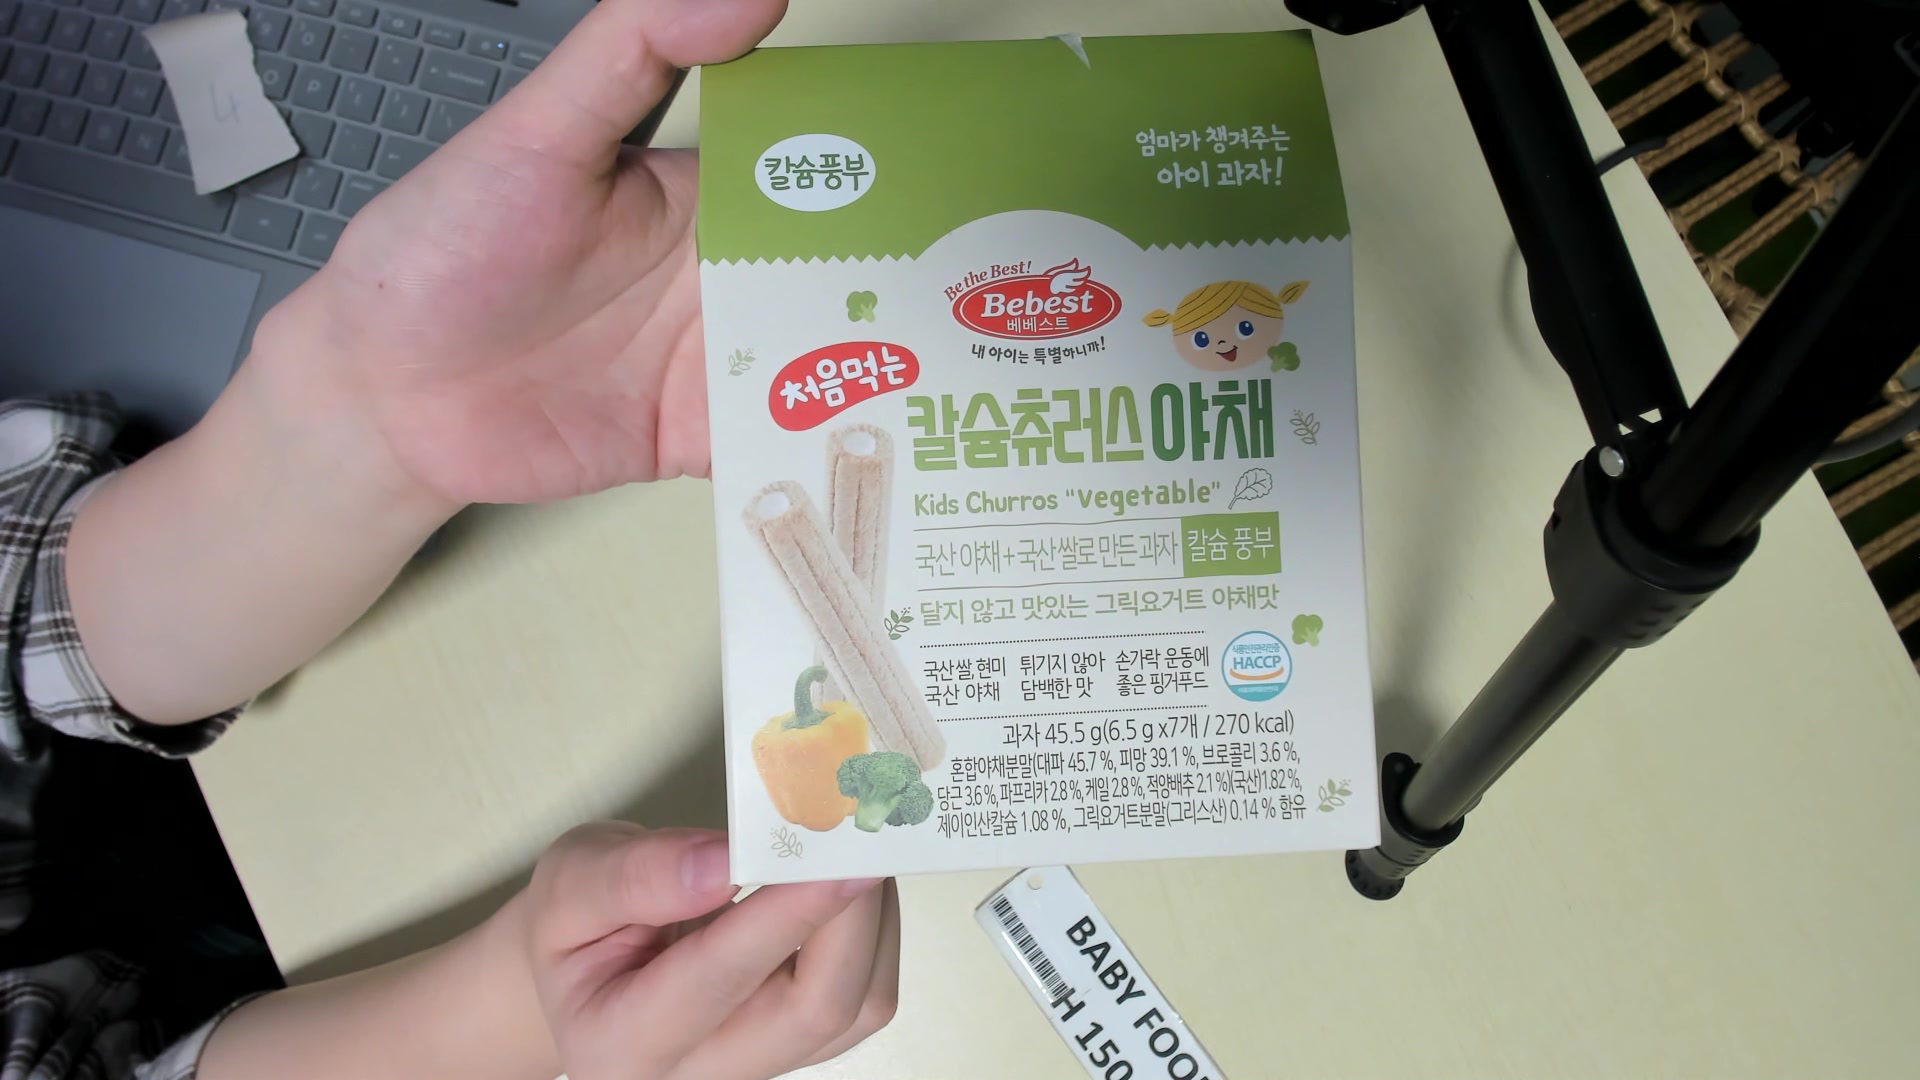 4
칼슘풍부
엄마가 챙겨주는
아이 과자!
Be the Best!
Bebest
베베스트
내 아이는 특별하니까!
처음먹는
칼슘츄러스야채
Kids Churros "vegetable"
국산 야채+국산쌀로 만든 과자 칼슘 풍부
달지 않고 맛있는 그릭요거트 야채맛
국산 쌀, 현미 튀기지 않아 손가락 운동에
국산 야채 담백한 맛 좋은 핑거푸드
HACCP
과자 45.5 g(6.5 g x7개 / 270 kcal)
혼합야채분말(대파 45.7 %, 피망 39.1 %, 브로콜리 3.6 %,
당근 3.6 %, 파프리카 2.8 %, 케일 2.8 %, 적양배추 2.1 %)(국산)1.82 %,
제이인산칼슘 1.08 %, 그릭요거트분말(그리스산) 0.14 % 함유
BABY FOO
H 150